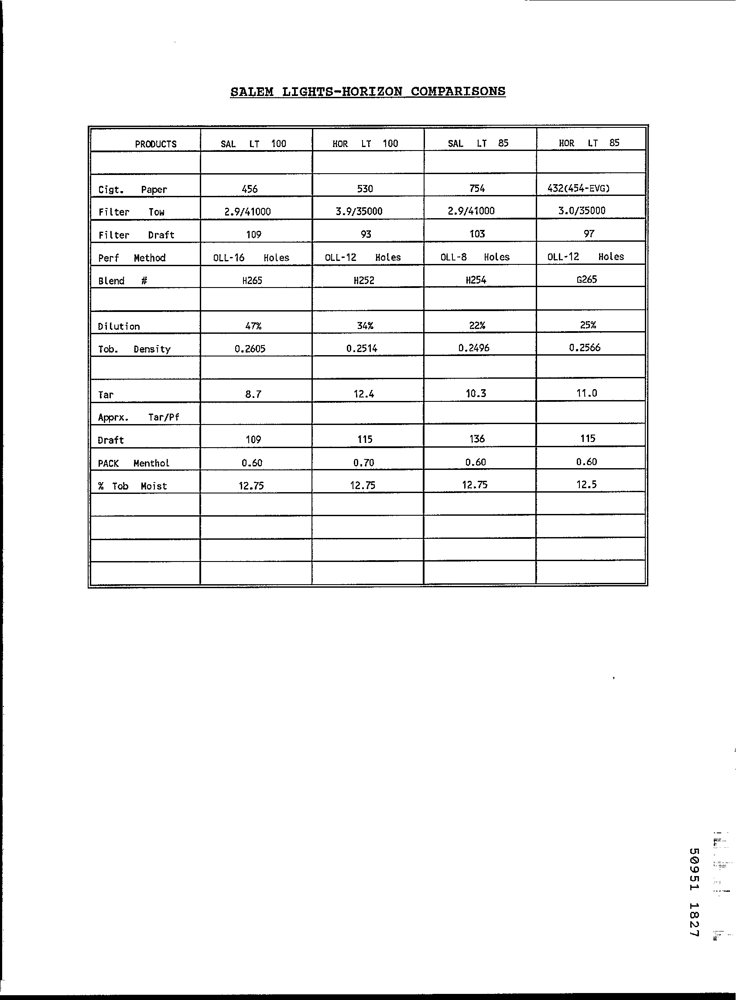 SALEM LIGHTS-HORIZON COMPARISONS
PRODUCTS SAL LT 100 HOR LT 100 SAL LT 85 HOR LT 85
Cigt. Paper 456 530 754 432(454-EVG)
Filter Tow 2.9/41000 3.9/35000 2.9/41000 3.0/35000
Filter Draft 109 93 103 97
Perf Method OLL-16 Holes OLL-12 Holes OLL-8 Holes OLL-12 Holes
Blend # H265 H252 H254 G265
Dilution 47% 34% 22% 25%
Tob. Density 0.2605 0.2514 0.2496 0.2566
Tar 8.7 12.4 10.3 11.0
Apprx. Tar/Pf
Draft 109 115 136 115
PACK Menthol 0.60 0.70 0.60 0.60
% Tob Moist 12.75 12.75 12.75 12.5
50951 1827